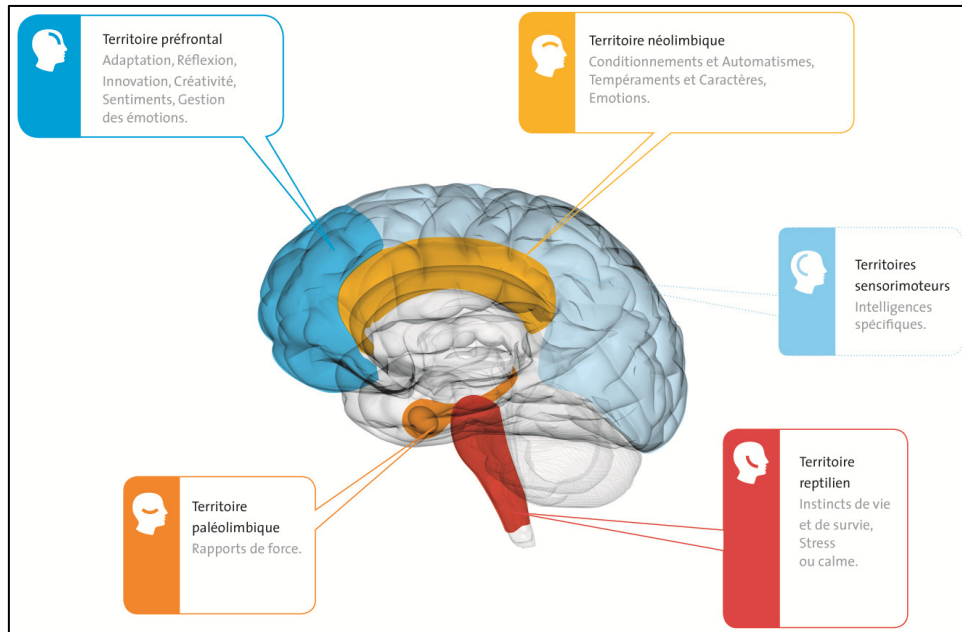 Territoire préfrontal
Adaptation, Réflexion,
Innovation, Créativité,
Sentiments, Gestion
des émotions.
Territoire néolimbique
Conditionnements et Automatismes,
Tempéraments et Caractères,
Emotions.
Territoires
sensorimoteurs
Intelligences
spécifiques.
Territoire
paléolimbique
Rapports de force.
Territoire
reptilien
Instincts de vie
et de survie,
Stress
ou calme.